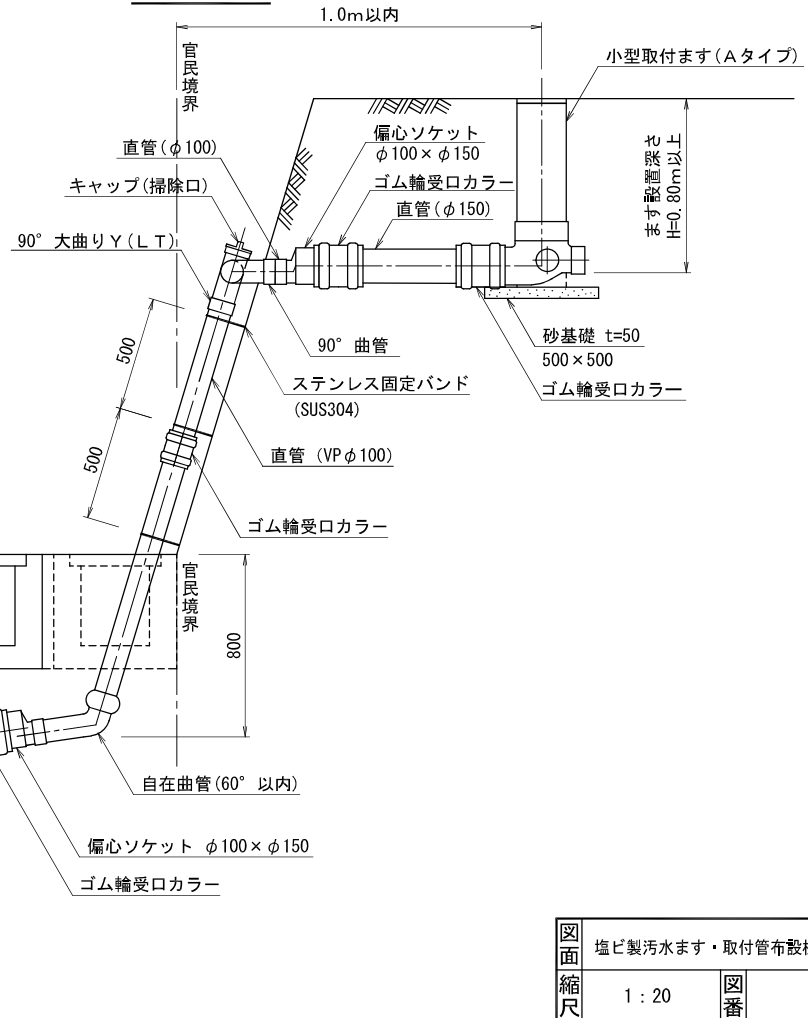 1.0m以内
官民境界
小型取付ます(Aタイプ)
偏心ソケット
φ100×φ150
直管(φ100)
ゴム輪受口カラー
キャップ(掃除口)
直管(φ150)
ます設置深さ
H=0.80m以上
90° 大曲りY(LT)
砂基礎 t=50
500×500
90° 曲管
500
ステンレス固定バンド
(SUS304)
ゴム輪受口カラー
直管 (VPφ100)
500
ゴム輪受口カラー
官民境界
800
自在曲管(60° 以内)
偏心ソケット φ100×φ150
ゴム輪受口カラー
図面
塩ビ製汚水ます・取付管布設
縮尺
1:20
図番